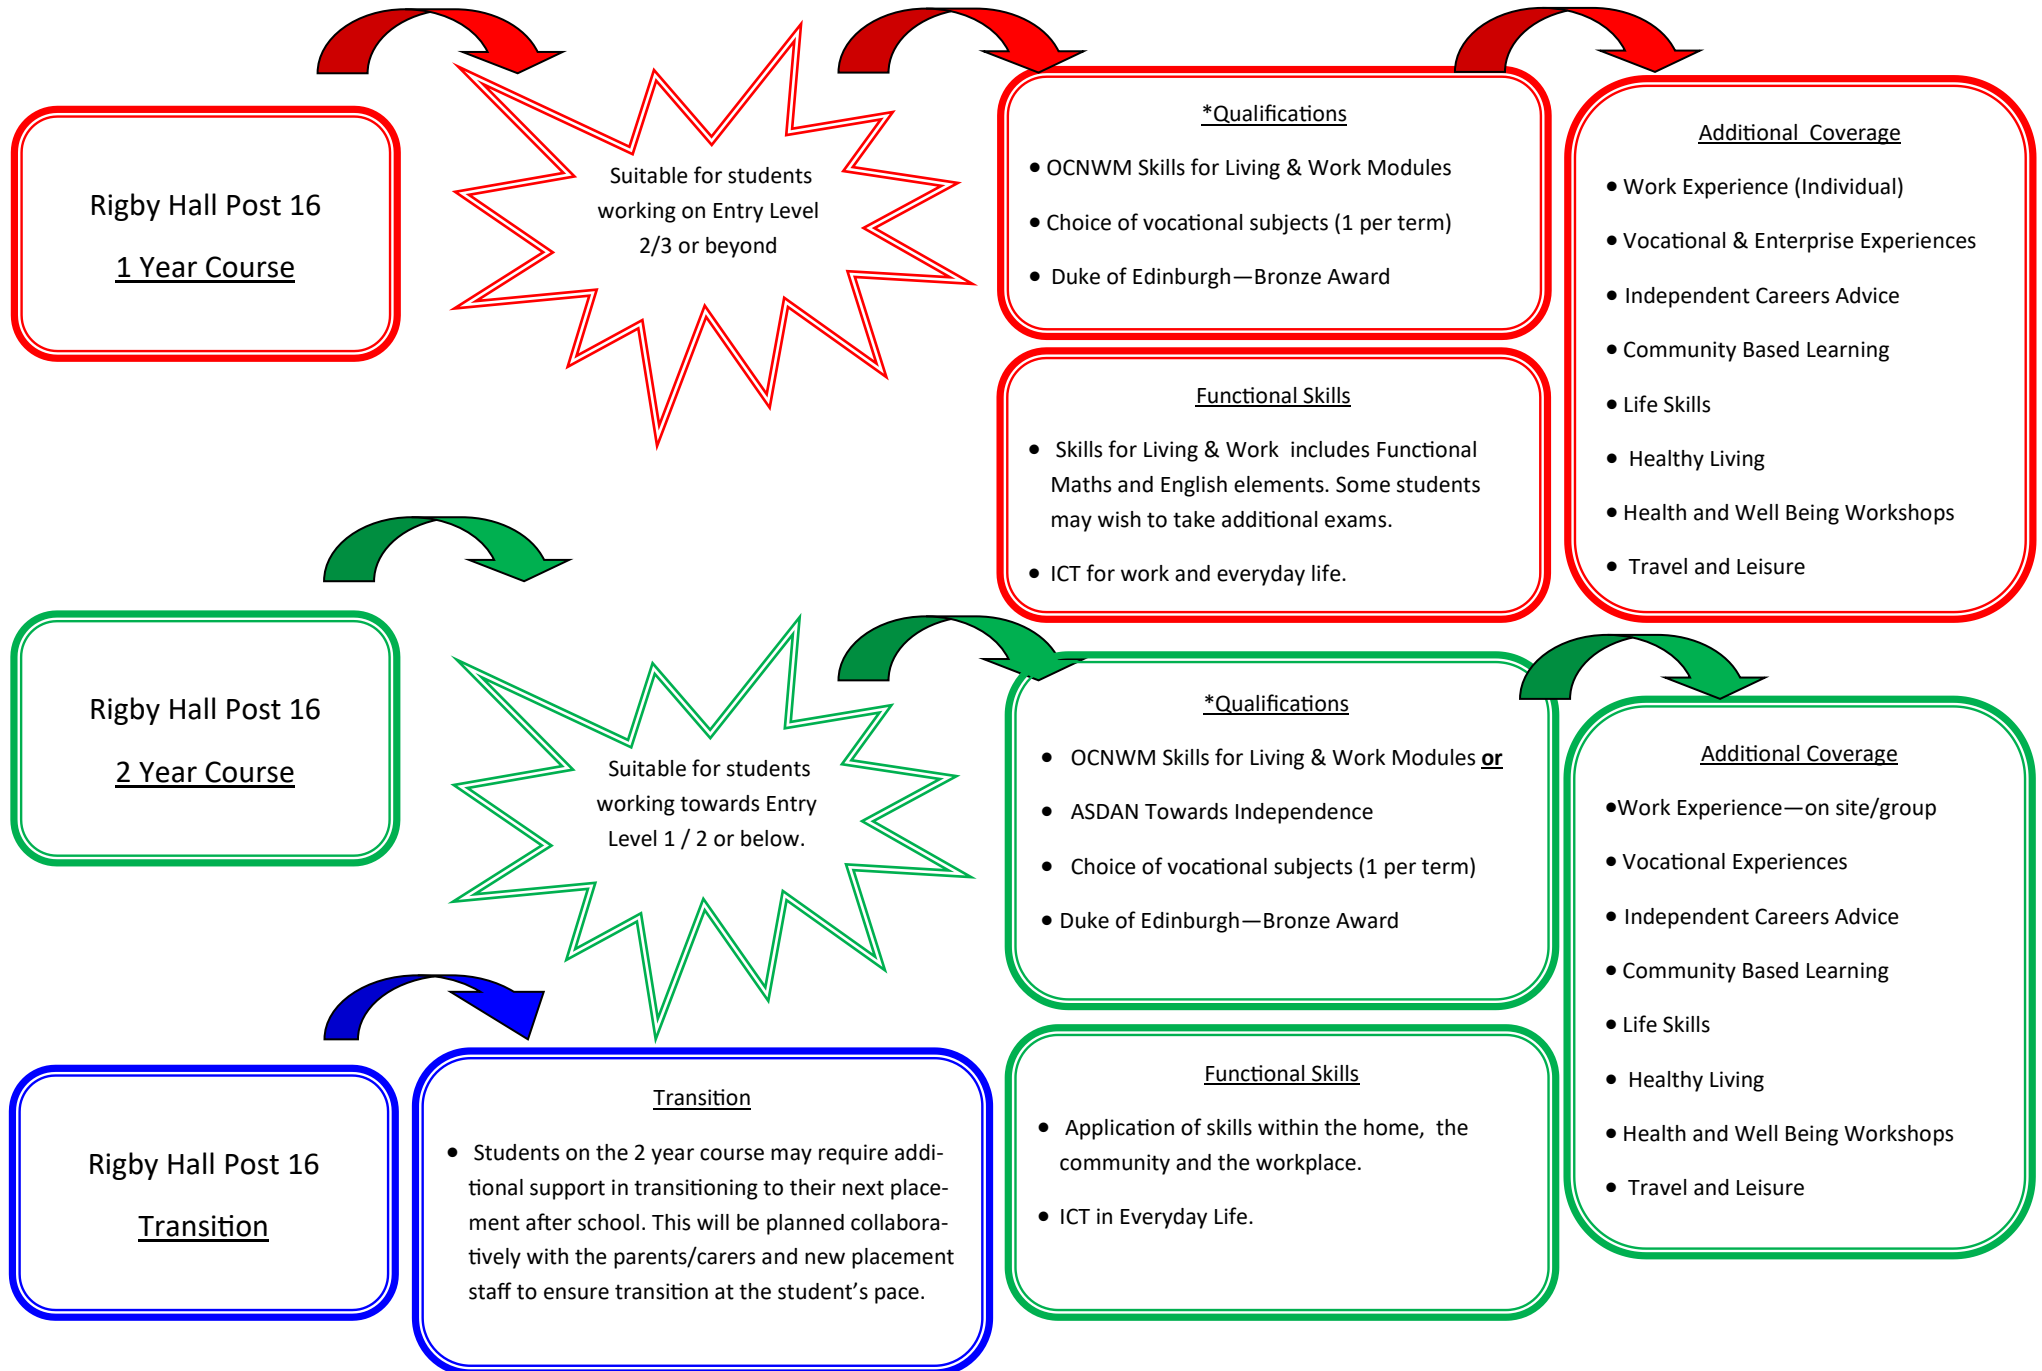 Rigby Hall Post 16
1 Year Course
Suitable for students
working on Entry Level
2/3 or beyond
*Qualifications
• OCNWM Skills for Living & Work Modules
• Choice of vocational subjects (1 per term)
• Duke of Edinburgh—Bronze Award
Functional Skills
• Skills for Living & Work includes Functional
Maths and English elements. Some students
may wish to take additional exams.
• ICT for work and everyday life.
Additional Coverage
• Work Experience (Individual)
• Vocational & Enterprise Experiences
• Independent Careers Advice
• Community Based Learning
• Life Skills
• Healthy Living
• Health and Well Being Workshops
• Travel and Leisure
Rigby Hall Post 16
2 Year Course
Suitable for students
working towards Entry
Level 1 / 2 or below.
*Qualifications
• OCNWM Skills for Living & Work Modules or
• ASDAN Towards Independence
• Choice of vocational subjects (1 per term)
• Duke of Edinburgh—Bronze Award
Functional Skills
• Application of skills within the home, the
community and the workplace.
• ICT in Everyday Life.
Additional Coverage
•Work Experience—on site/group
• Vocational Experiences
• Independent Careers Advice
• Community Based Learning
• Life Skills
• Healthy Living
• Health and Well Being Workshops
• Travel and Leisure
Rigby Hall Post 16
Transition
Transition
• Students on the 2 year course may require addi-
tional support in transitioning to their next place-
ment after school. This will be planned collabora-
tively with the parents/carers and new placement
staff to ensure transition at the student’s pace.